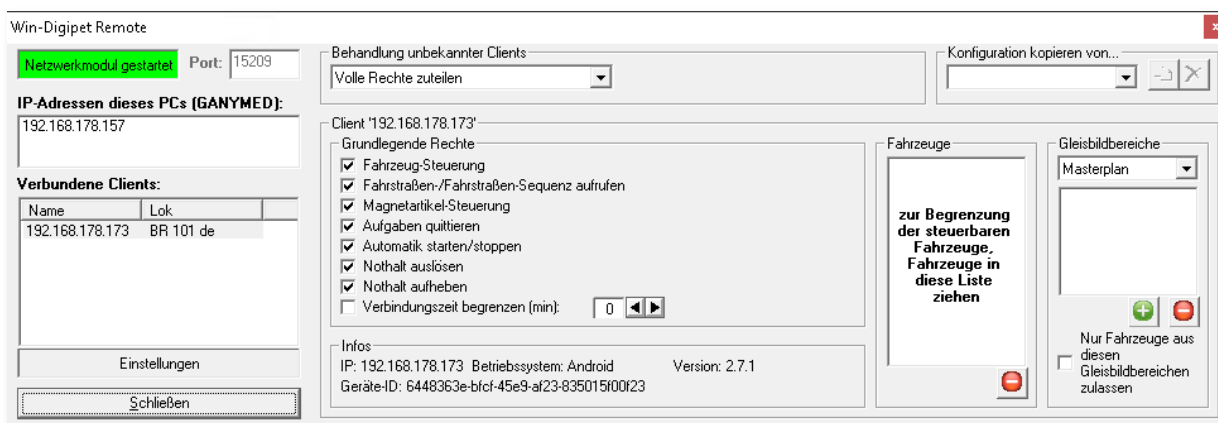 Win-Digipet Remote
x
Netzwerkmodul gestartet
Port: 15209
IP-Adressen dieses PCs (GANYMED):
192.168.178.157
Verbundene Clients:
Name Lok
192.168.178.173 BR 101 de
Einstellungen
Schließen
Behandlung unbekannter Clients
Volle Rechte zuteilen
Konfiguration kopieren von...
Client '192.168.178.173'
Grundlegende Rechte
Fahrzeug-Steuerung
Fahrstraßen-/Fahrstraßen-Sequenz aufrufen
Magnetartikel-Steuerung
Aufgaben quittieren
Automatik starten/stoppen
Nothalt auslösen
Nothalt aufheben
Verbindungszeit begrenzen (min): 0
Infos
IP: 192.168.178.173 Betriebssystem: Android Version: 2.7.1
Geräte-ID: 6448363e-bfcf-45e9-af23-835015f00f23
Fahrzeuge
zur Begrenzung
der steuerbaren
Fahrzeuge,
Fahrzeuge in
diese Liste
ziehen
Gleisbildbereiche
Masterplan
Nur Fahrzeuge aus
diesen
Gleisbildbereichen
zulassen